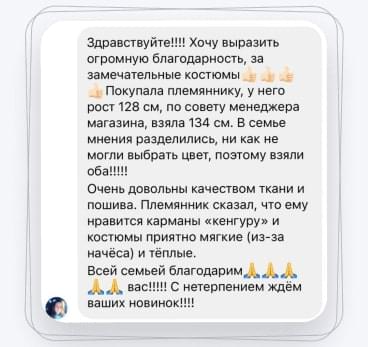 Здравствуйте!!!! Хочу выразить
огромную благодарность, за
замечательные костюмы👍🏻👍🏻👍🏻
👍🏻Покупала племяннику, у него
рост 128 см, по совету менеджера
магазина, взяла 134 см. В семье
мнения разделились, ни как не
могли выбрать цвет, поэтому взяли
оба!!!!!
Очень довольны качеством ткани и
пошива. Племянник сказал, что ему
нравится карманы «кенгуру» и
костюмы приятно мягкие (из-за
начёса) и тёплые.
Всей семьей благодарим🙏🙏🙏
🙏🙏 вас!!!!! С нетерпением ждём
ваших новинок!!!!